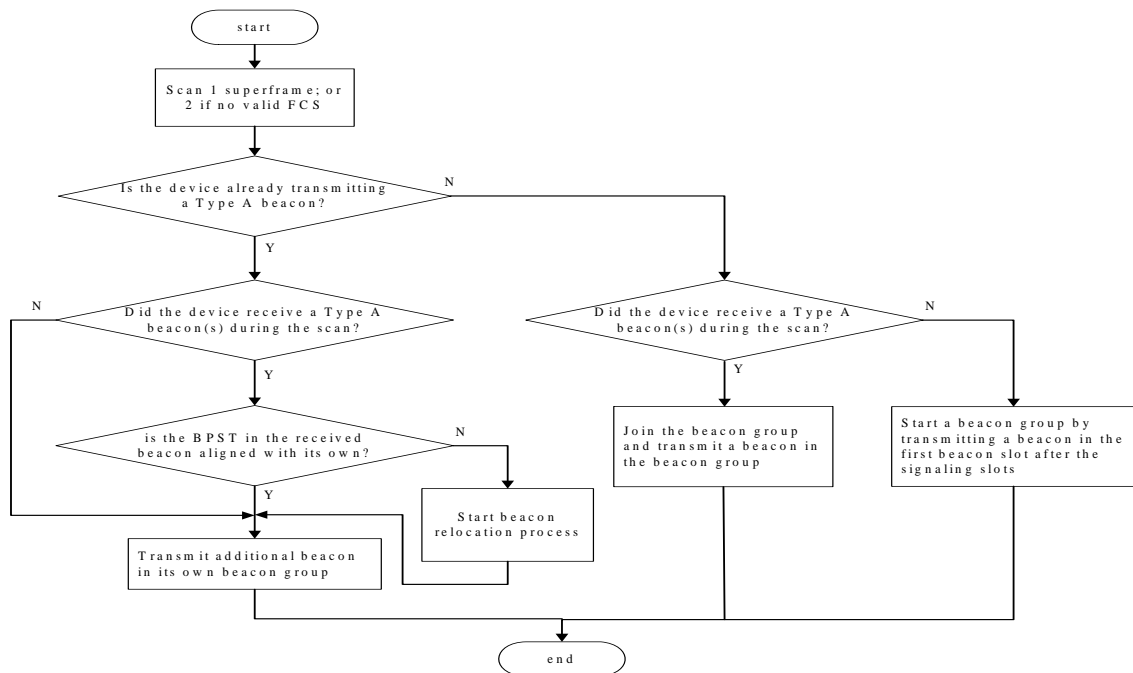 start
Scan 1 superframe; or
2 if no valid FCS
Is the device already transmitting
a Type A beacon?
N
Y
Did the device receive a Type A
beacon(s) during the scan?
N
Y
Did the device receive a Type A
beacon(s) during the scan?
N
Y
is the BPST in the received
beacon aligned with its own?
N
Y
Join the beacon group
and transmit a beacon in
the beacon group
Start a beacon group by
transmitting a beacon in the
first beacon slot after the
signaling slots
Start beacon
relocation process
Transmit additional beacon
in its own beacon group
end